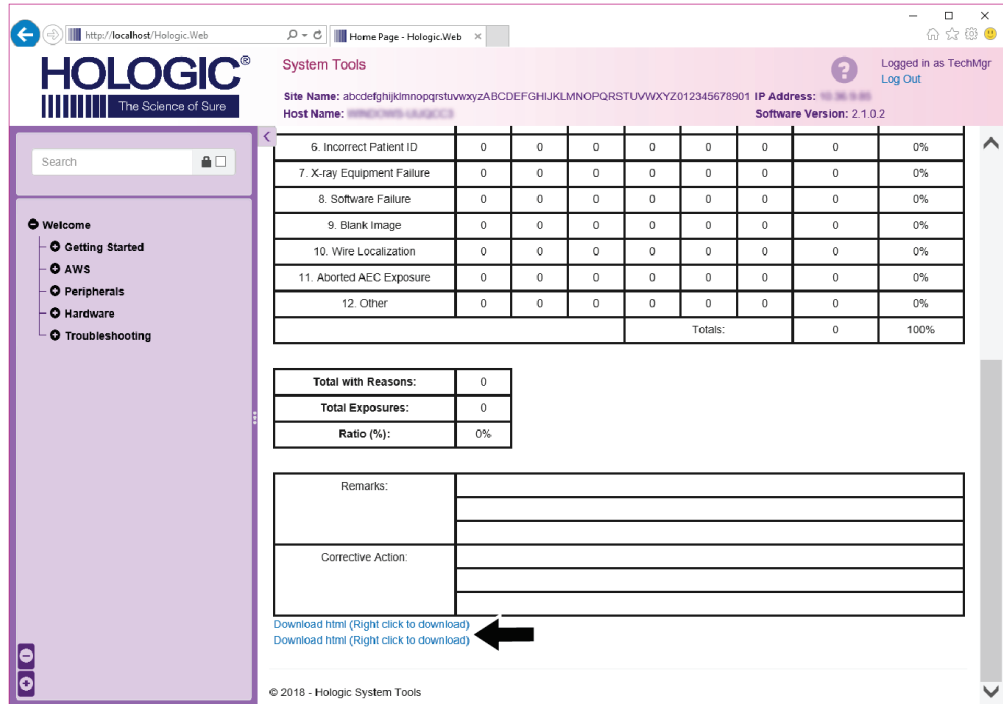 http://localhost/Hologic.Web
Home Page - Hologic.Web
HOLOGIC®
The Science of Sure
System Tools
Logged in as TechMgr
Log Out
Site Name: abcdefghijklmnopqrstuvwxyzABCDEFGHIJKLMNOPQRSTUVWXYZ012345678901 IP Address:
Host Name:
Software Version: 2.1.0.2
Search
Welcome
Getting Started
AWS
Peripherals
Hardware
Troubleshooting
6. Incorrect Patient ID 0 0 0 0 0 0 0 0%
7. X-ray Equipment Failure 0 0 0 0 0 0 0 0%
8. Software Failure 0 0 0 0 0 0 0 0%
9. Blank Image 0 0 0 0 0 0 0 0%
10. Wire Localization 0 0 0 0 0 0 0 0%
11. Aborted AEC Exposure 0 0 0 0 0 0 0 0%
12. Other 0 0 0 0 0 0 0 0%
Totals: 0 100%
Total with Reasons: 0
Total Exposures: 0
Ratio (%): 0%
Remarks:
Corrective Action:
Download html (Right click to download)
Download html (Right click to download)
© 2018 - Hologic System Tools